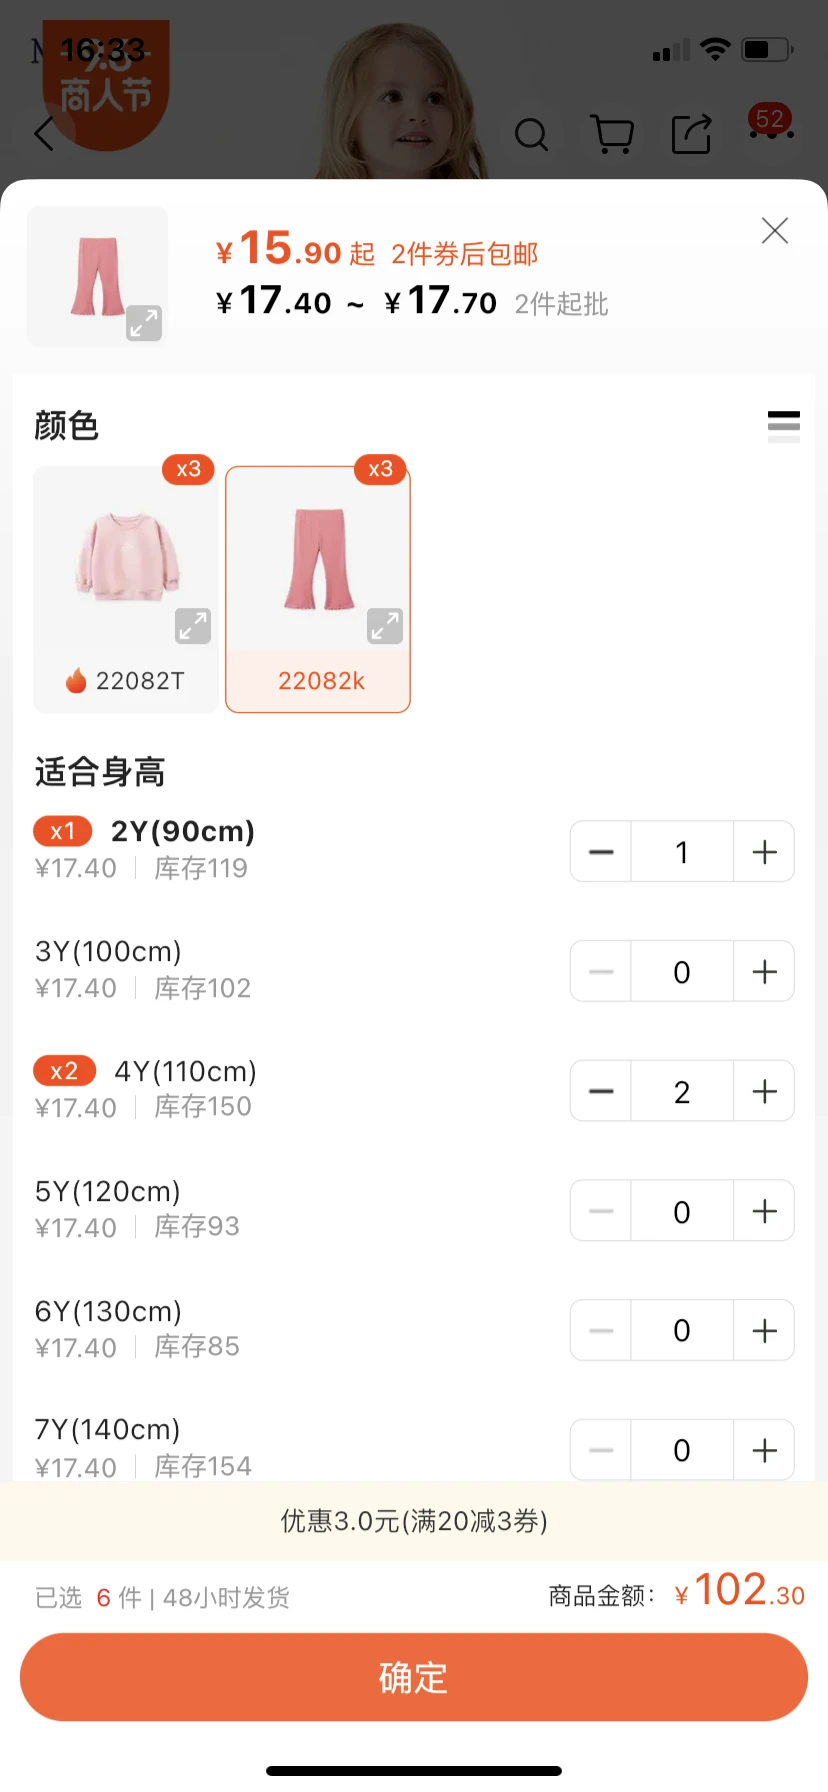 16:33
9.8
商人节
52
¥15.90起 2件券后包邮
¥17.40 ~ ¥17.70 2件起批
颜色
x3
x3
22082T
22082k
适合身高
x1 2Y(90cm)
¥17.40 | 库存119
1
3Y(100cm)
¥17.40 | 库存102
0
x2 4Y(110cm)
¥17.40 | 库存150
2
5Y(120cm)
¥17.40 | 库存93
0
6Y(130cm)
¥17.40 | 库存85
0
7Y(140cm)
¥17.40 | 库存154
0
优惠3.0元(满20减3券)
已选 6 件 | 48小时发货
商品金额: ¥102.30
确定